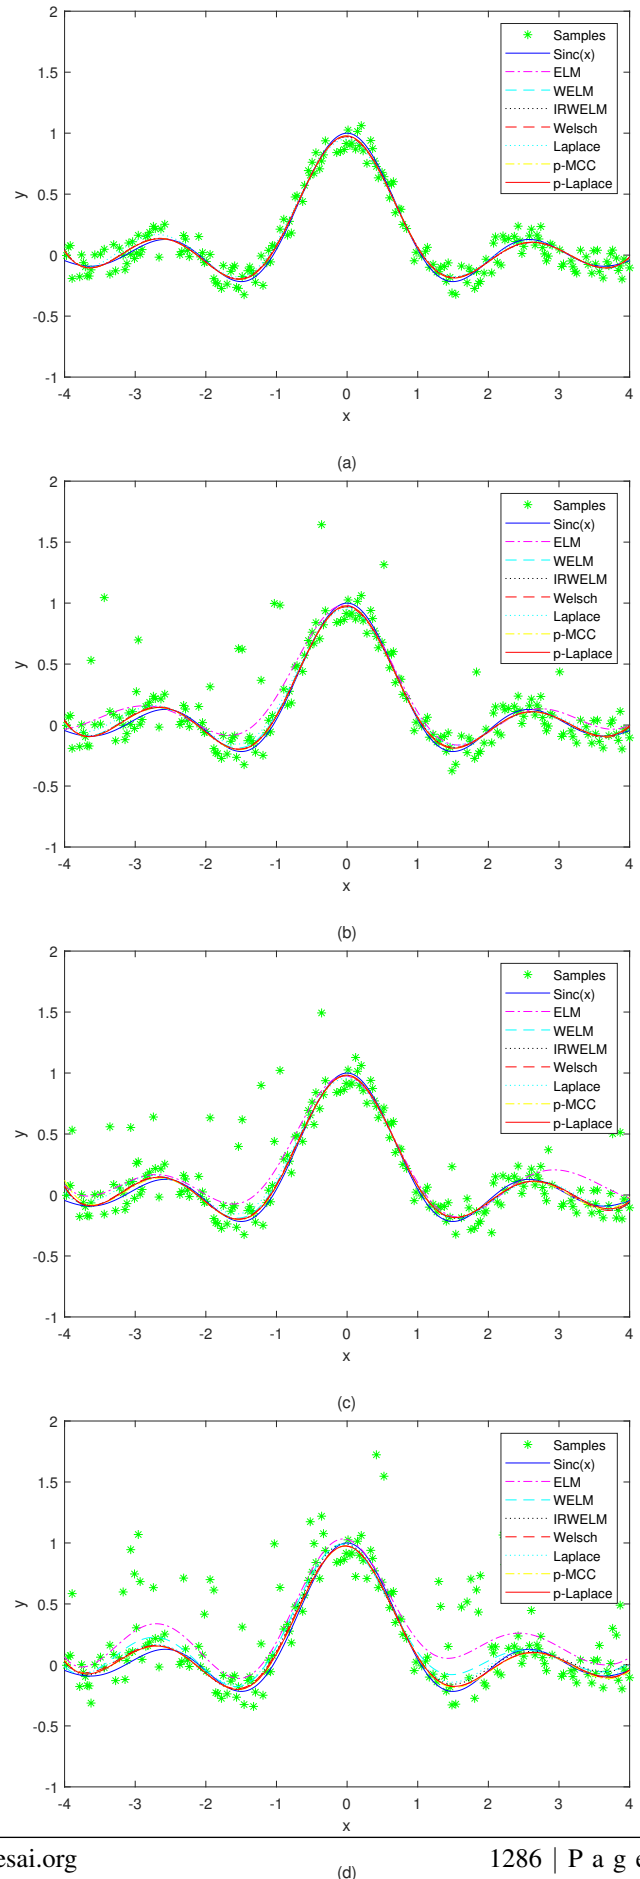 2
1.5
1
0.5
0
-0.5
-1
y
-4 -3 -2 -1 0 1 2 3 4
x
Samples
Sinc(x)
ELM
WELM
IRWELM
Welsch
Laplace
p-MCC
p-Laplace
(a)
2
1.5
1
0.5
0
-0.5
-1
y
-4 -3 -2 -1 0 1 2 3 4
x
Samples
Sinc(x)
ELM
WELM
IRWELM
Welsch
Laplace
p-MCC
p-Laplace
(b)
2
1.5
1
0.5
0
-0.5
-1
y
-4 -3 -2 -1 0 1 2 3 4
x
Samples
Sinc(x)
ELM
WELM
IRWELM
Welsch
Laplace
p-MCC
p-Laplace
(c)
2
1.5
1
0.5
0
-0.5
-1
y
-4 -3 -2 -1 0 1 2 3 4
x
Samples
Sinc(x)
ELM
WELM
IRWELM
Welsch
Laplace
p-MCC
p-Laplace
esai.org 1286 | P a g e
(d)